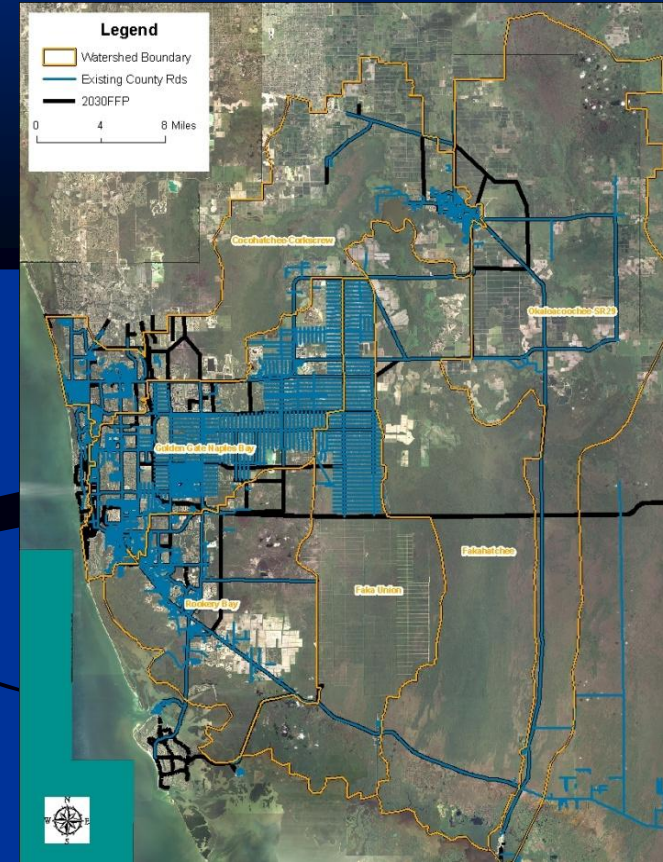 Legend
Watershed Boundary
Existing County Rds
2030FFP
0 4 8 Miles
Cocohatchee-Corkscrew
Okaloacoochee-SR29
Golden Gate Naples Bay
Fakahatchee
Faka Union
Rookery Bay
N
W E
S